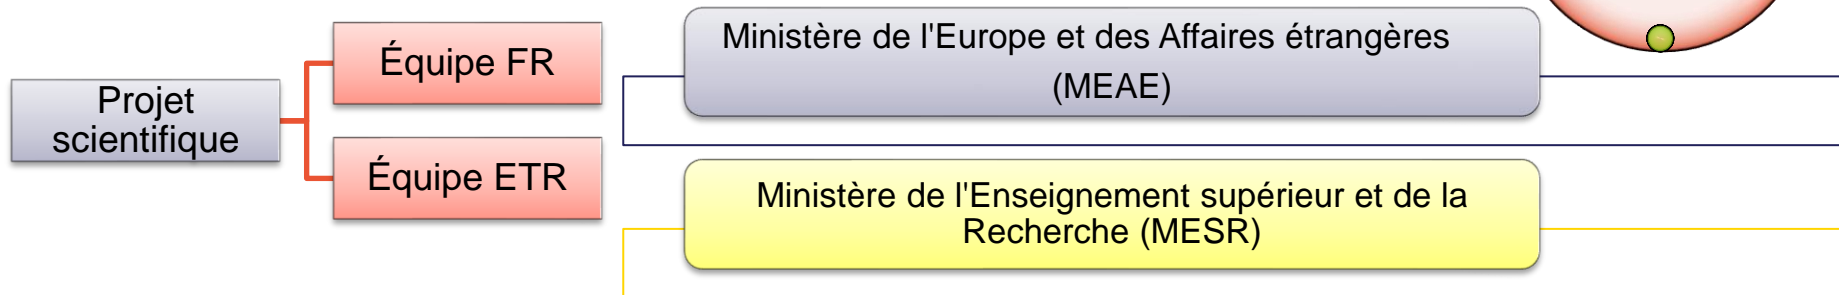 Projet
scientifique
Équipe FR
Équipe ETR
Ministère de l'Europe et des Affaires étrangères
(MEAE)
Ministère de l'Enseignement supérieur et de la
Recherche (MESR)